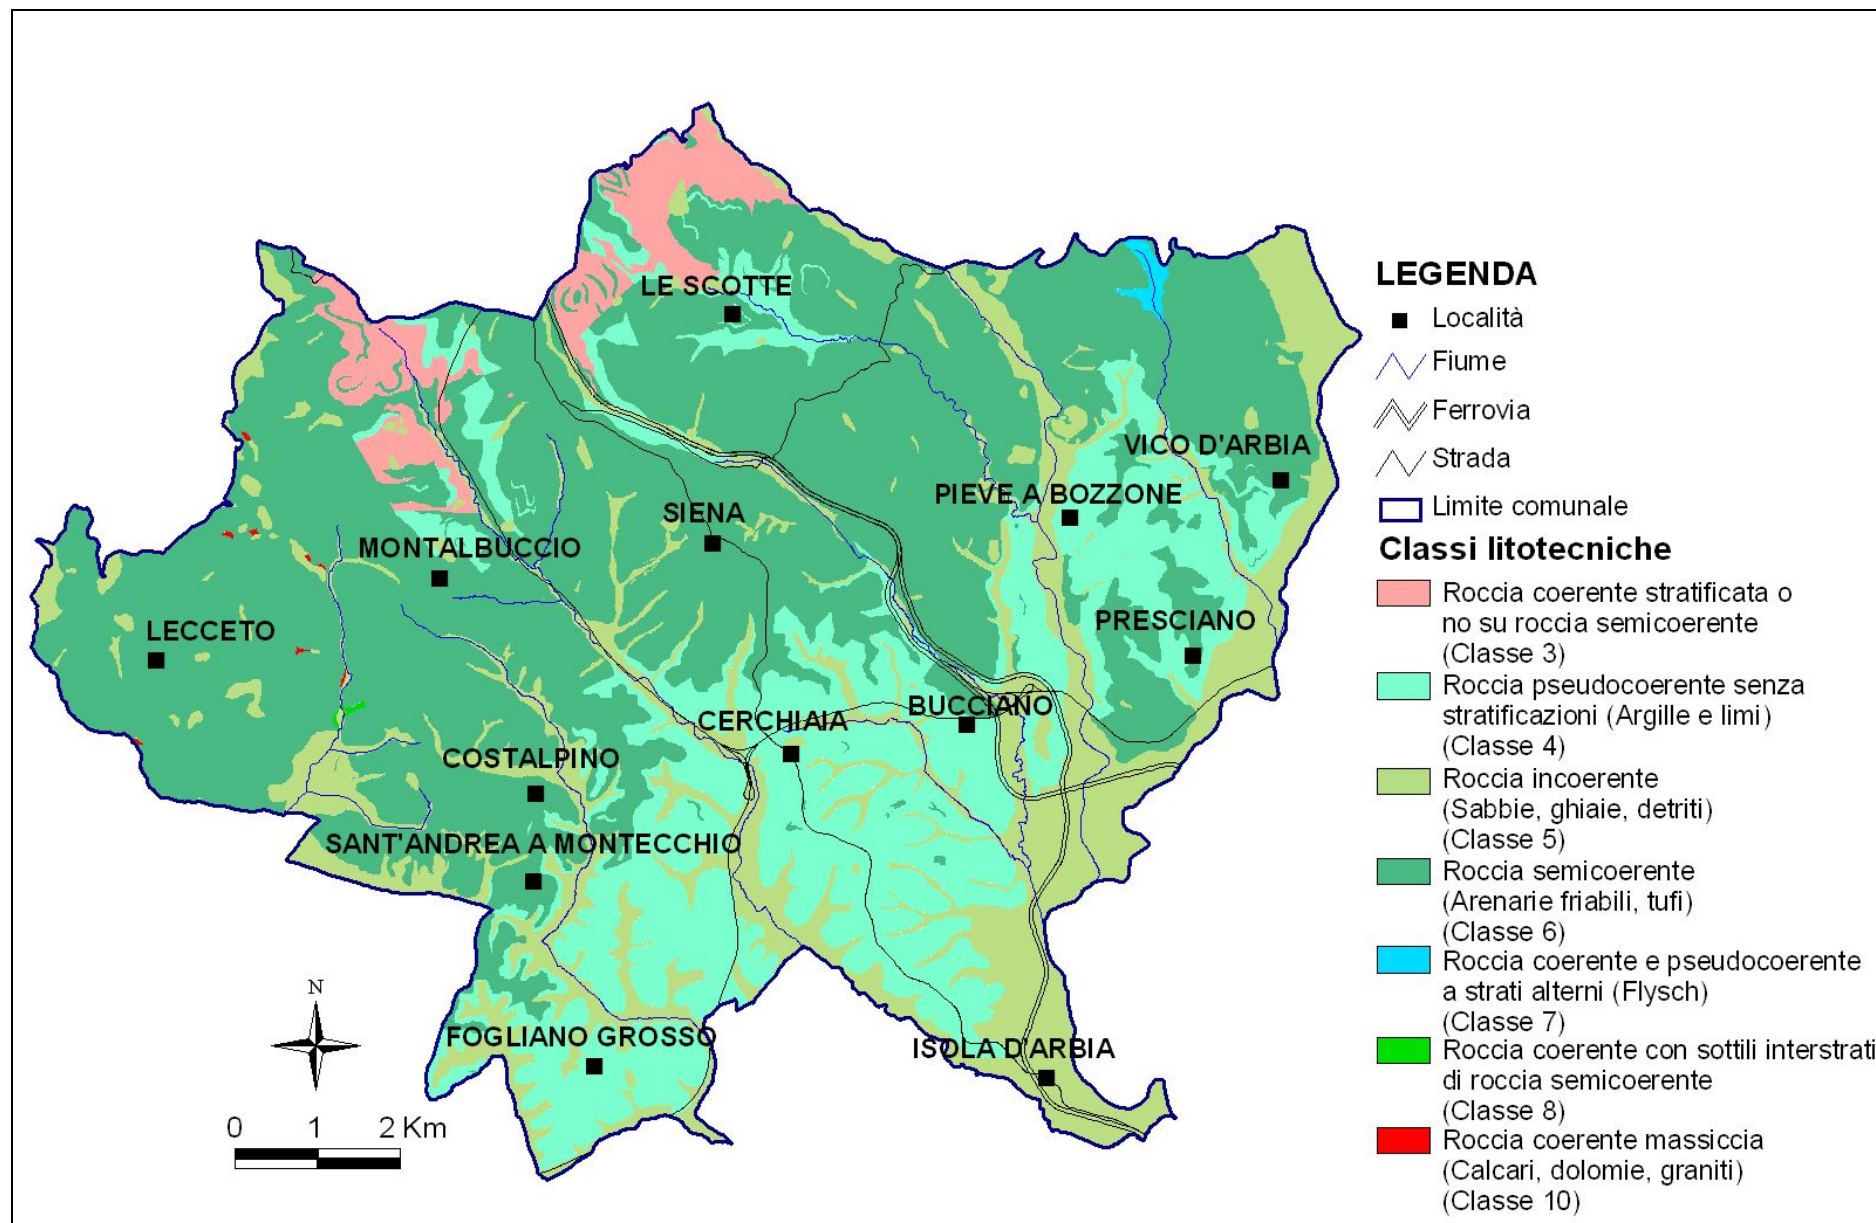 LE SCOTTE
VICO D'ARBIA
PIEVE A BOZZONE
SIENA
MONTALBUCCIO
LECCETO
PRESCIANO
BUCCIANO
CERCHIAIA
COSTALPINO
SANT'ANDREA A MONTECCHIO
FOGLIANO GROSSO
ISOLA D'ARBIA
N
0 1 2 Km
LEGENDA
Località
Fiume
Ferrovia
Strada
Limite comunale
Classi litotecniche
Roccia coerente stratificata o
no su roccia semicoerente
(Classe 3)
Roccia pseudocoerente senza
stratificazioni (Argille e limi)
(Classe 4)
Roccia incoerente
(Sabbie, ghiaie, detriti)
(Classe 5)
Roccia semicoerente
(Arenarie friabili, tufi)
(Classe 6)
Roccia coerente e pseudocoerente
a strati alterni (Flysch)
(Classe 7)
Roccia coerente con sottili interstrati
di roccia semicoerente
(Classe 8)
Roccia coerente massiccia
(Calcari, dolomie, graniti)
(Classe 10)